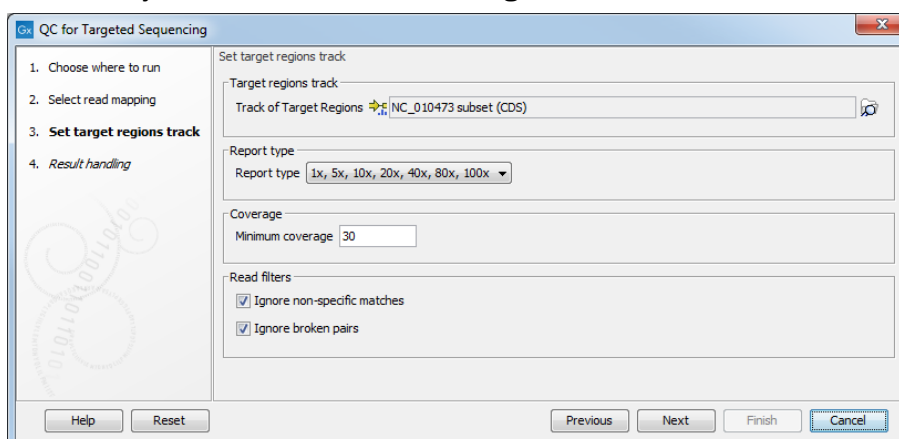 Gx QC for Targeted Sequencing
x
1. Choose where to run
2. Select read mapping
3. Set target regions track
4. Result handling
Set target regions track
Target regions track
Track of Target Regions NC_010473 subset (CDS)
Report type
Report type 1x, 5x, 10x, 20x, 40x, 80x, 100x
Coverage
Minimum coverage 30
Read filters
Ignore non-specific matches
Ignore broken pairs
Help Reset Previous Next Finish Cancel